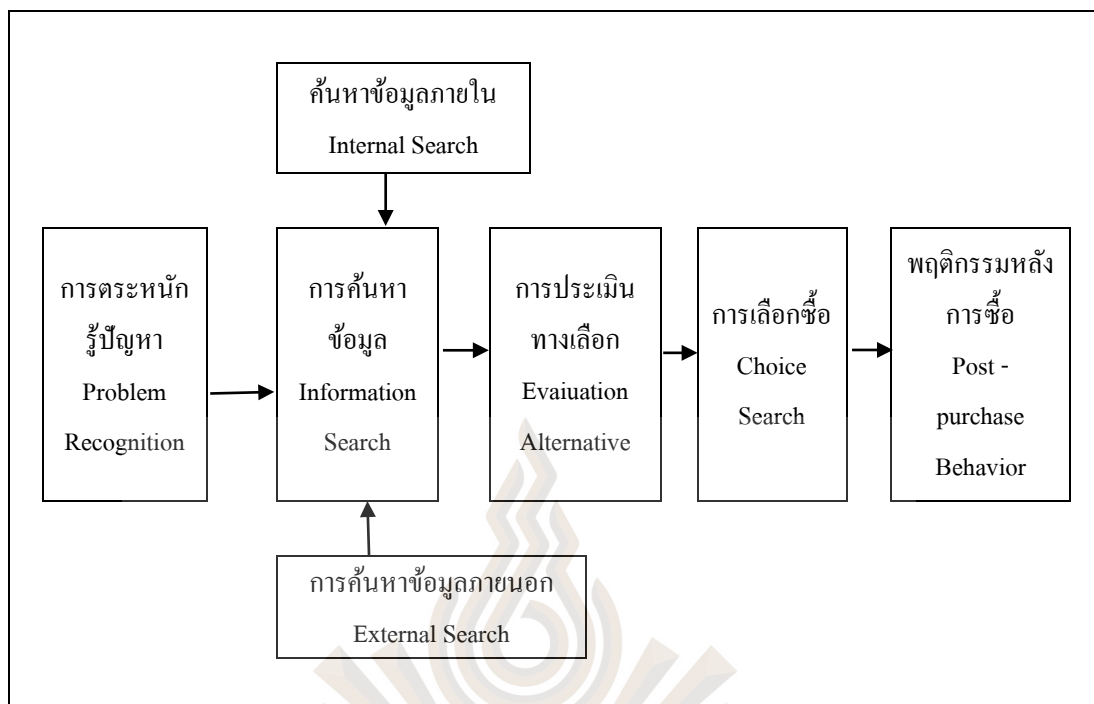 ค้นหาข้อมูลภายใน
Internal Search
การตระหนัก
รู้ปัญหา
Problem
Recognition
การค้นหา
ข้อมูล
Information
Search
การประเมิน
ทางเลือก
Evaiuation
Alternative
การเลือกซื้อ
Choice
Search
พฤติกรรมหลัง
การซื้อ
Post -
purchase
Behavior
การค้นหาข้อมูลภายนอก
External Search